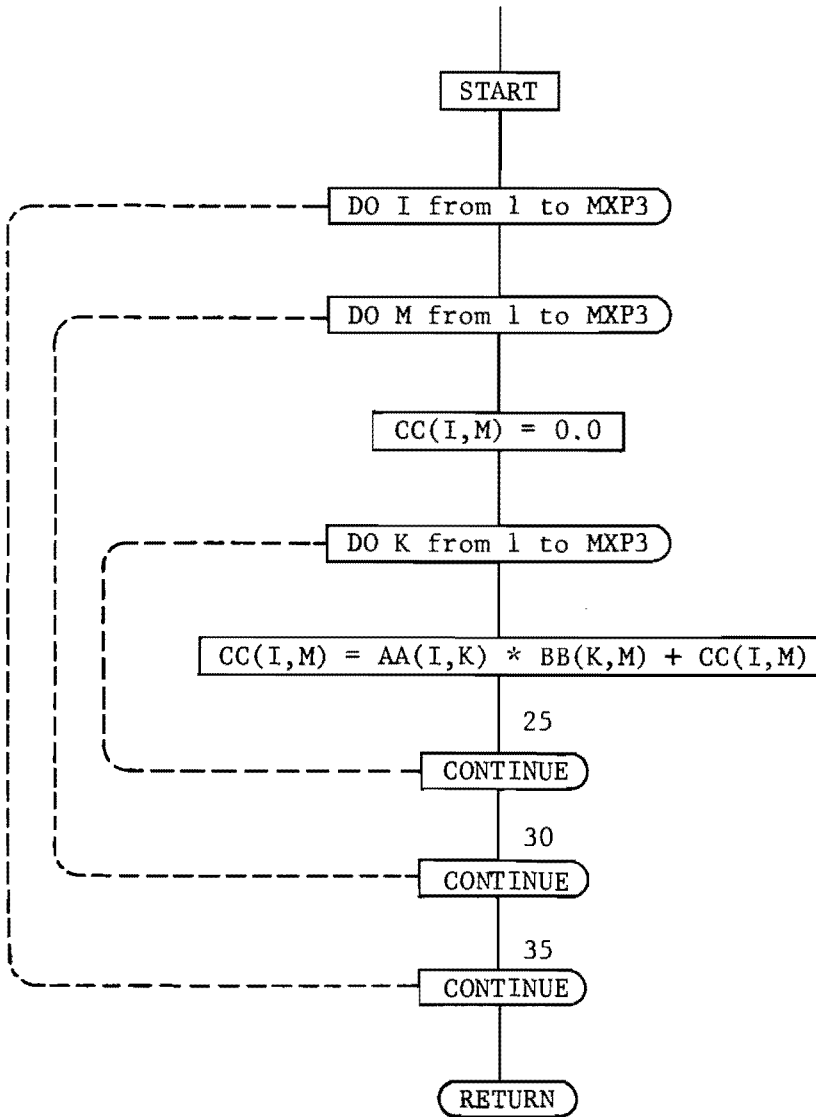 START
DO I from 1 to MXP3
DO M from 1 to MXP3
CC(I,M) = 0.0
DO K from 1 to MXP3
CC(I,M) = AA(I,K) * BB(K,M) + CC(I,M)
25
CONTINUE
30
CONTINUE
35
CONTINUE
RETURN